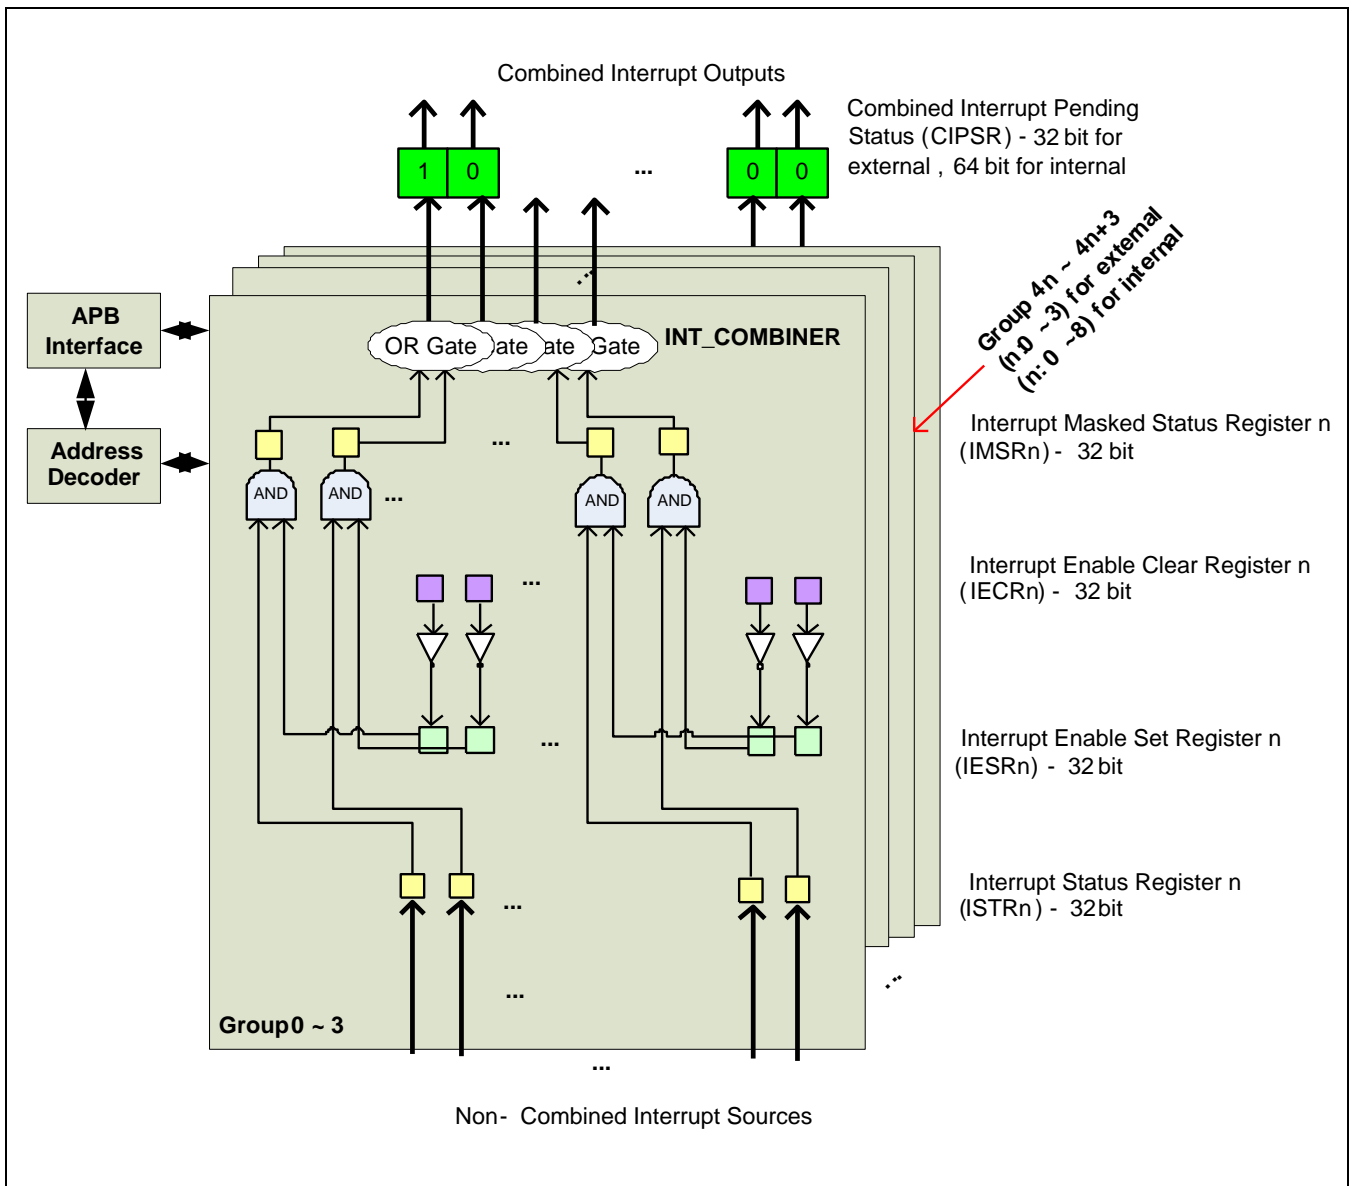 Combined Interrupt Outputs
Combined Interrupt Pending
Status (CIPSR) - 32 bit for
external , 64 bit for internal
1 0 ... 0 0
Group 4n ~ 4n+3
(n:0 ~3) for external
(n: 0 ~8) for internal
...
APB
Interface
OR Gate ate ate Gate
INT_COMBINER
Address
Decoder
...
Interrupt Masked Status Register n
(IMSRn) - 32 bit
AND AND ... AND AND
...
Interrupt Enable Clear Register n
(IECRn) - 32 bit
...
Interrupt Enable Set Register n
(IESRn) - 32 bit
...
Interrupt Status Register n
(ISTRn) - 32bit
...
...
Group0 ~ 3
...
Non- Combined Interrupt Sources